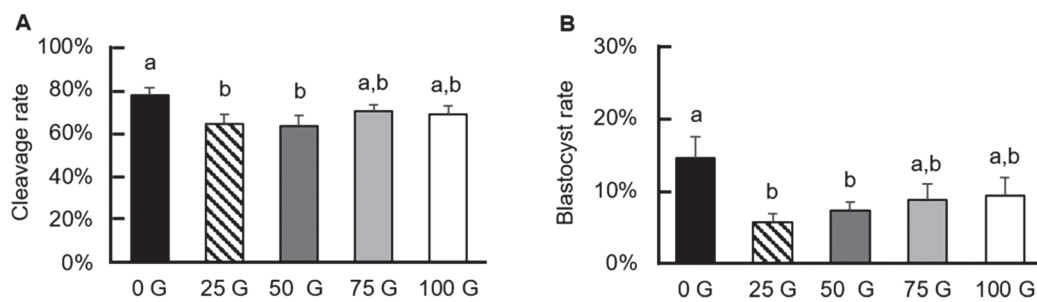 A
Cleavage rate
100%
80%
60%
40%
20%
0%
a
b
b
a,b
a,b
0 G
25 G
50 G
75 G
100 G
B
Blastocyst rate
30%
20%
10%
0%
a
b
b
a,b
a,b
0 G
25 G
50 G
75 G
100 G